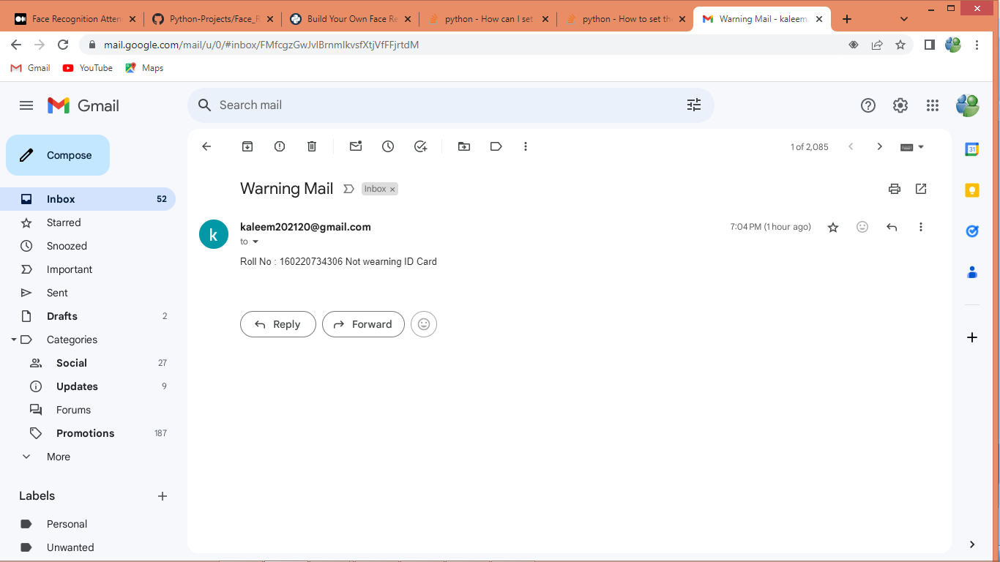 Face Recognition Atten
Python-Projects/Face_R
Build Your Own Face Re
python - How can I set
python - How to set the
Warning Mail - kaleem
mail.google.com/mail/u/0/#inbox/
Gmail
YouTube
Maps
Gmail
Search mail
Compose
1 of 2,085
31
Warning Mail
Inbox
Inbox 52
Starred
Snoozed
Important
Sent
Drafts 2
Categories
Social 27
Updates 9
Forums
Promotions 187
More
k
kaleem202120@gmail.com
7:04 PM (1 hour ago)
to
Roll No : 160220734306 Not wearning ID Card
Reply
Forward
Labels
Personal
Unwanted